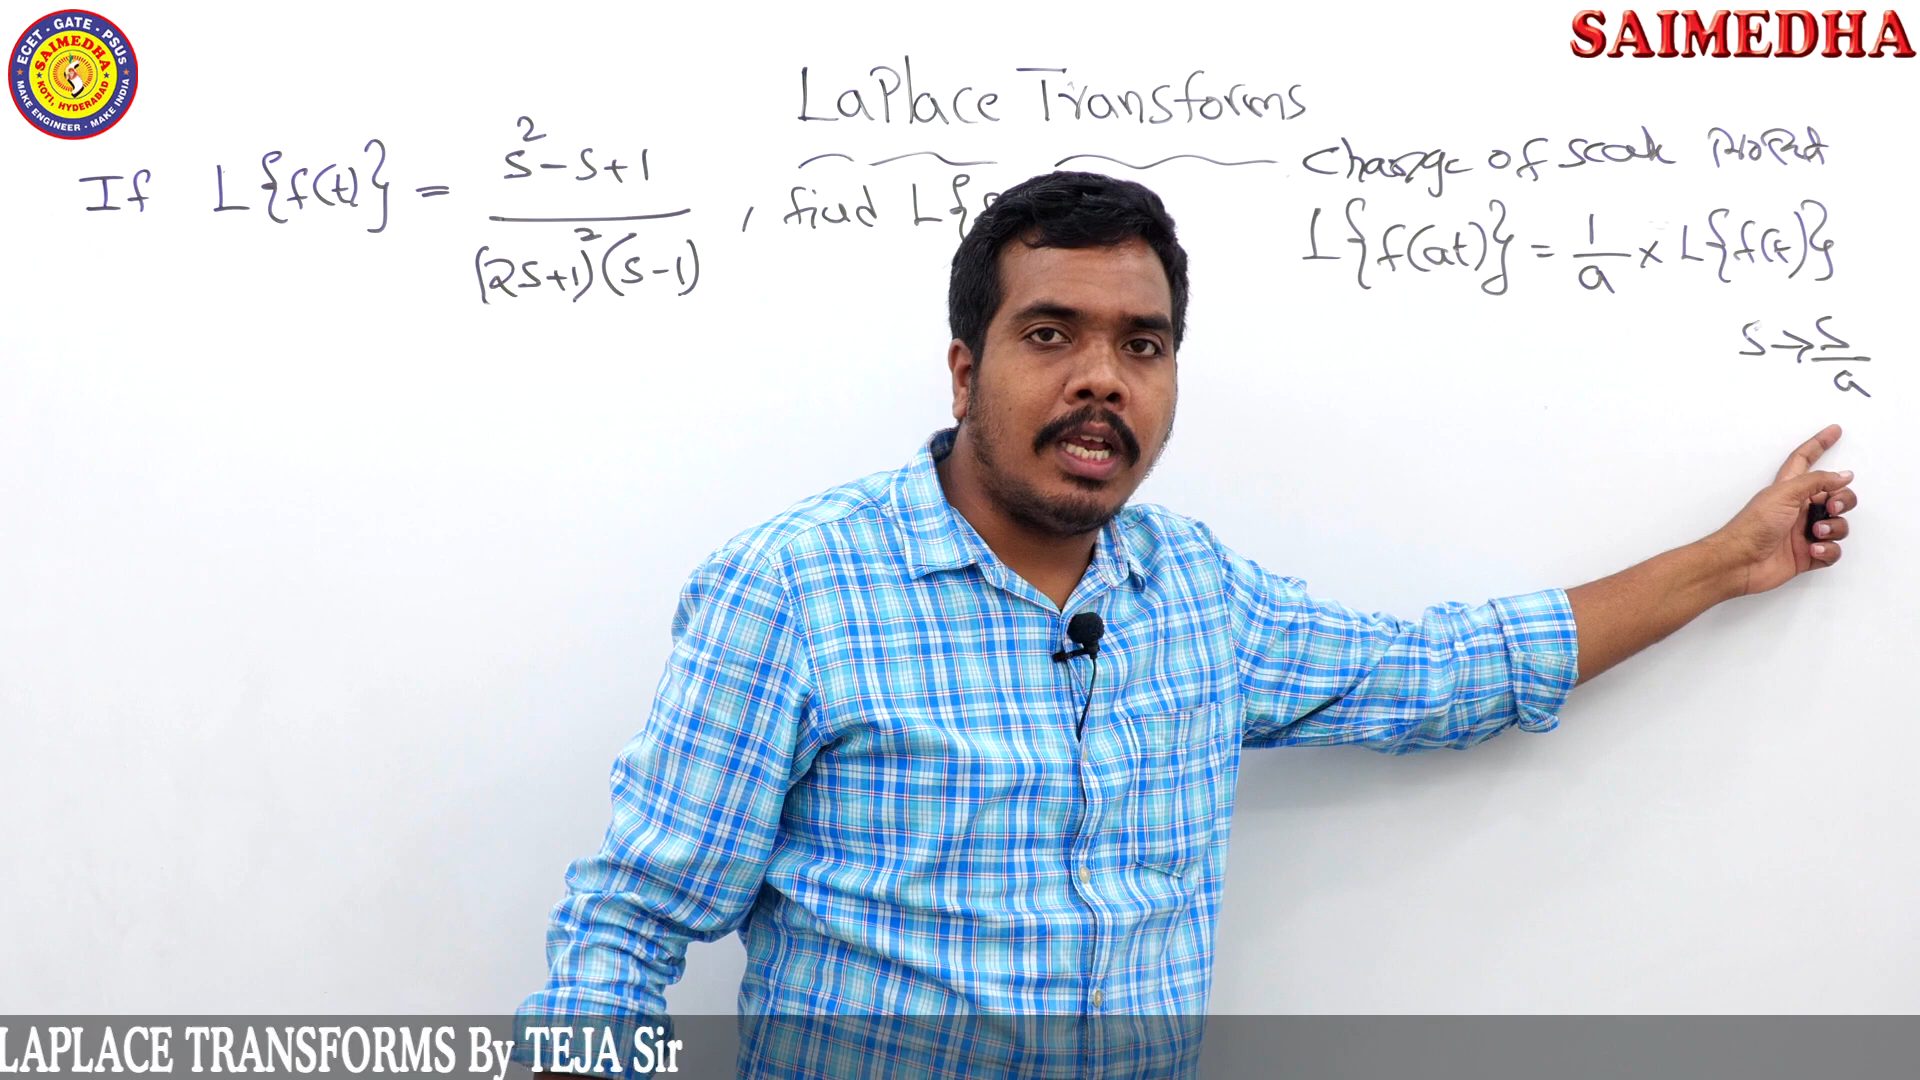 ECET - GATE - PSUS
SAIMEDHA
KOTI, HYDERABAD
MAKE ENGINEER - MAKE INDIA
SAIMEDHA
LaPlace Transforms
If L{f(t)} = s²-s+1 / (2s+1)²(s-1) , find L{
Change of scale
L{f(at)} = 1/a × L{f(t)}
s→s/a
LAPLACE TRANSFORMS By TEJA Sir